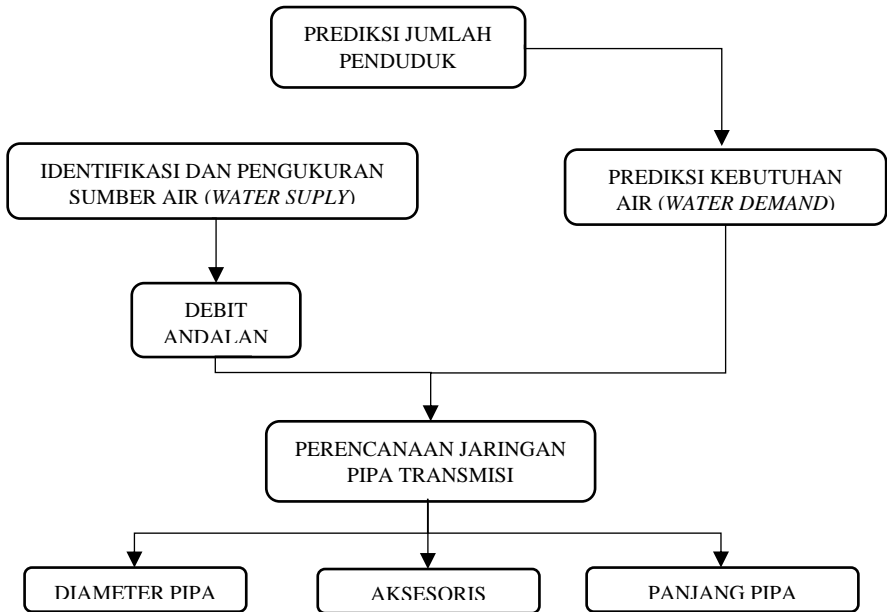 PREDIKSI JUMLAH
PENDUDUK
IDENTIFIKASI DAN PENGUKURAN
SUMBER AIR (WATER SUPLY)
PREDIKSI KEBUTUHAN
AIR (WATER DEMAND)
DEBIT
ANDALAN
PERENCANAAN JARINGAN
PIPA TRANSMISI
DIAMETER PIPA
AKSESORIS
PANJANG PIPA